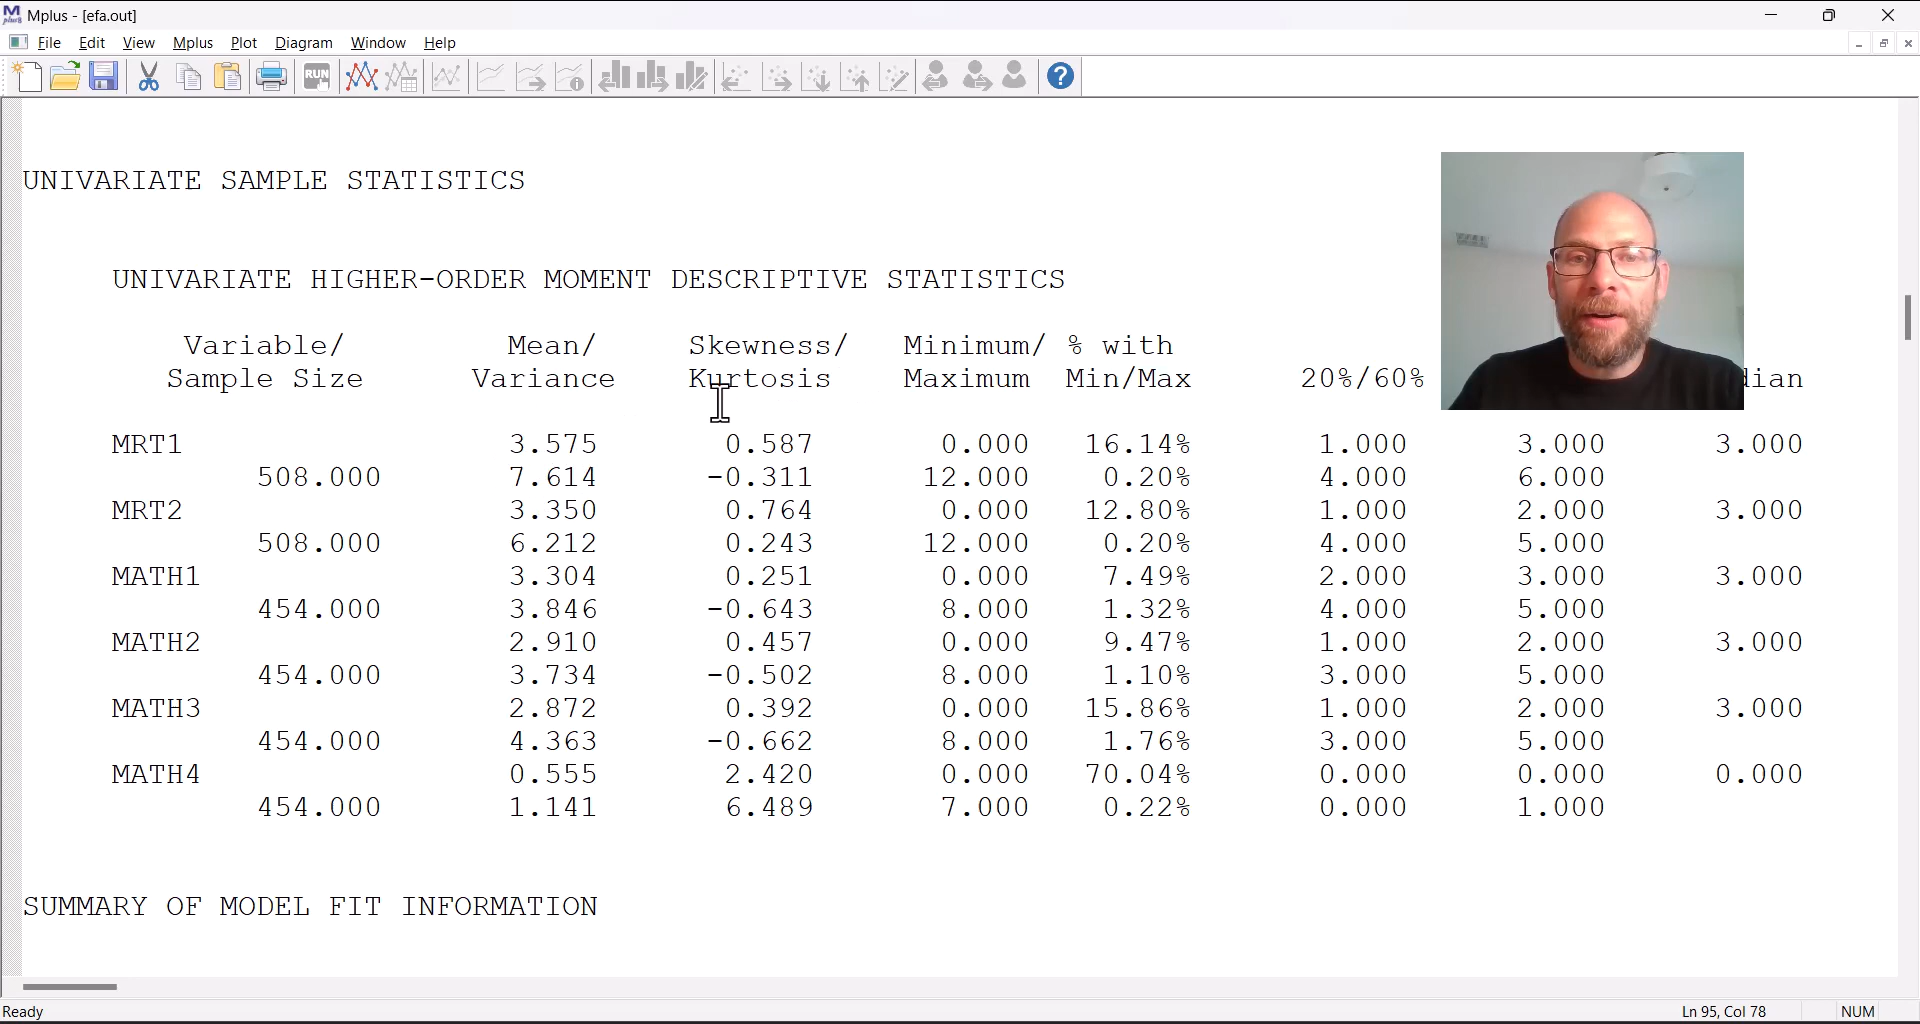 Mplus - [efa.out]
File Edit View Mplus Plot Diagram Window Help
RUN
UNIVARIATE SAMPLE STATISTICS
UNIVARIATE HIGHER-ORDER MOMENT DESCRIPTIVE STATISTICS
Variable/ Mean/ Skewness/ Minimum/ % with
Sample Size Variance Kurtosis Maximum Min/Max 20%/60% dian
MRT1 3.575 0.587 0.000 16.14% 1.000 3.000 3.000
508.000 7.614 -0.311 12.000 0.20% 4.000 6.000
MRT2 3.350 0.764 0.000 12.80% 1.000 2.000 3.000
508.000 6.212 0.243 12.000 0.20% 4.000 5.000
MATH1 3.304 0.251 0.000 7.49% 2.000 3.000 3.000
454.000 3.846 -0.643 8.000 1.32% 4.000 5.000
MATH2 2.910 0.457 0.000 9.47% 1.000 2.000 3.000
454.000 3.734 -0.502 8.000 1.10% 3.000 5.000
MATH3 2.872 0.392 0.000 15.86% 1.000 2.000 3.000
454.000 4.363 -0.662 8.000 1.76% 3.000 5.000
MATH4 0.555 2.420 0.000 70.04% 0.000 0.000 0.000
454.000 1.141 6.489 7.000 0.22% 0.000 1.000
SUMMARY OF MODEL FIT INFORMATION
Ready Ln 95, Col 78 NUM